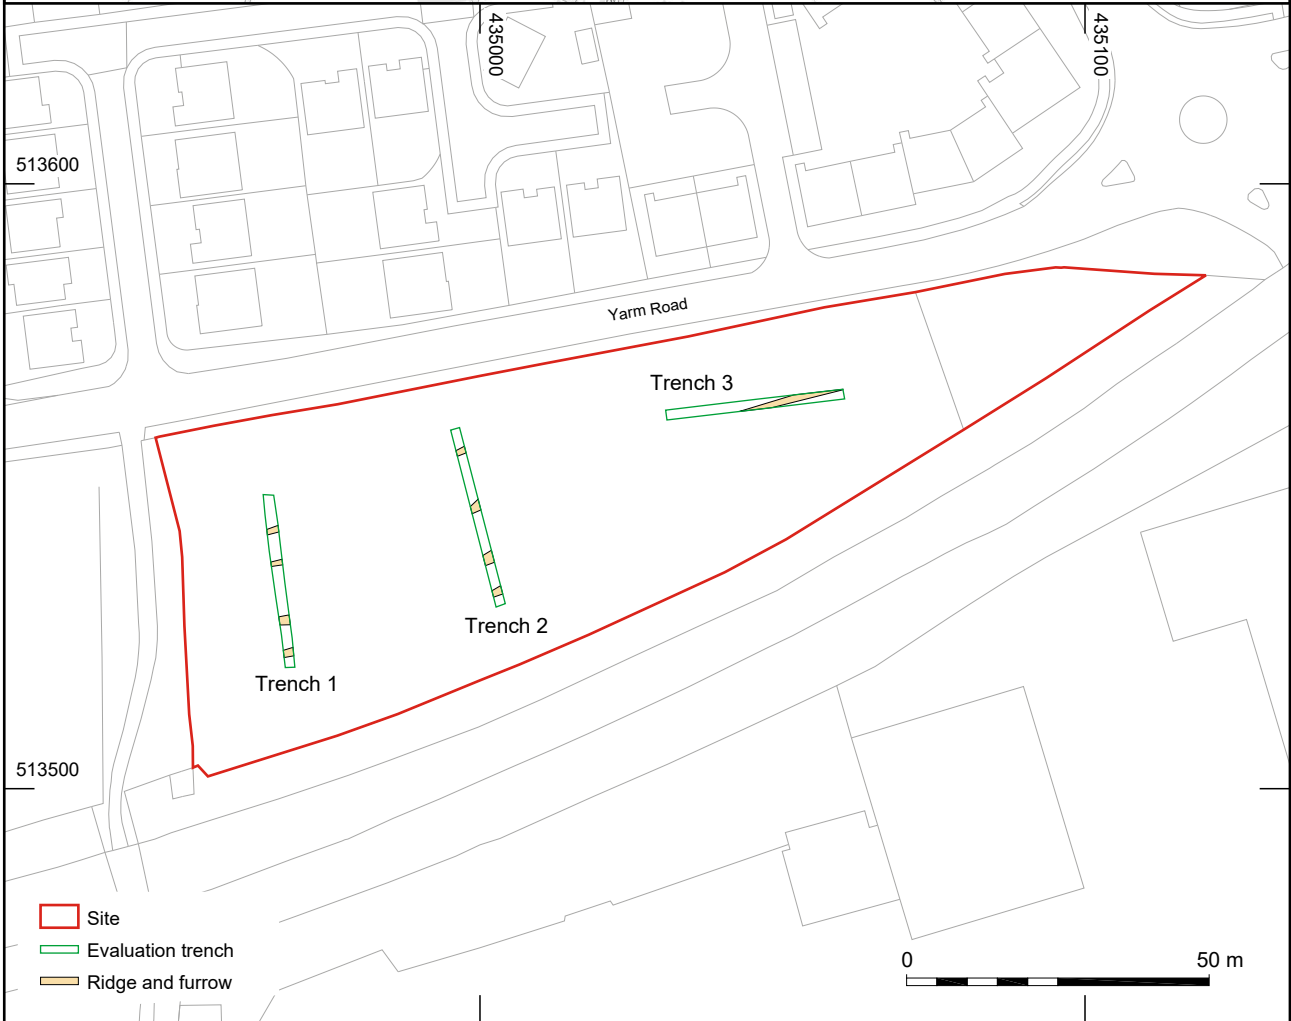 435000
435100
513600
Yarm Road
Trench 3
Trench 2
Trench 1
513500
Site
Evaluation trench
Ridge and furrow
0 50 m